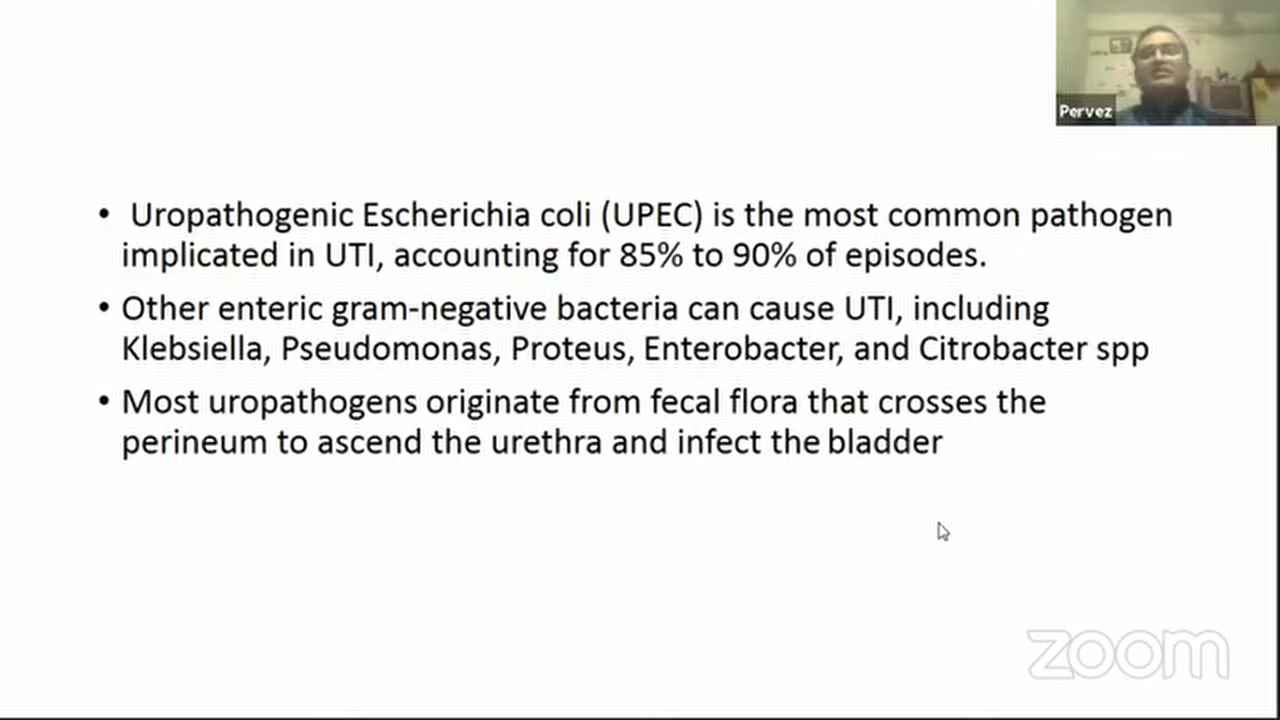 Pervez
• Uropathogenic Escherichia coli (UPEC) is the most common pathogen
implicated in UTI, accounting for 85% to 90% of episodes.
• Other enteric gram-negative bacteria can cause UTI, including
Klebsiella, Pseudomonas, Proteus, Enterobacter, and Citrobacter spp
• Most uropathogens originate from fecal flora that crosses the
perineum to ascend the urethra and infect the bladder
zoom